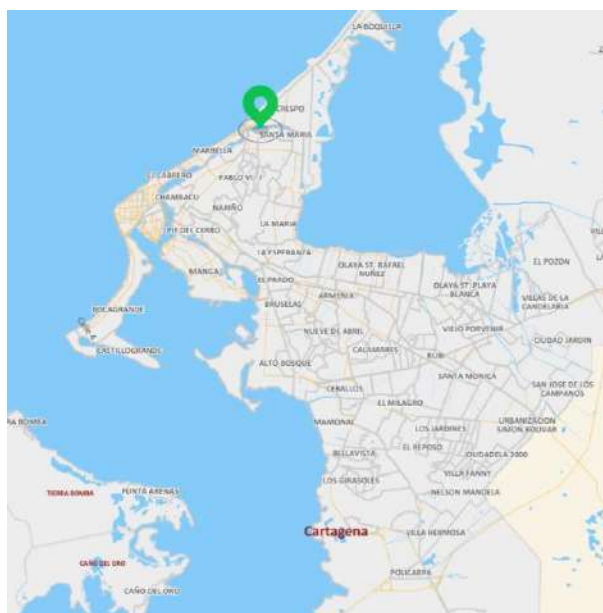 LA BOQUILLA
CRESPO
SANTA MARIA
MARBELLA
EL CABRERO
PABLO VI - I
CHAMBACU
NARIÑO
LA MARIA
PIE DEL CERRO
LA ESPERANZA
OLAYA ST. RAFAEL
NUÑEZ
EL POZON
MANGA
EL PRADO
OLAYA ST. PLAYA
BLANCA
ARMENIA
BRUSELAS
VILLAS DE LA
CANDELARIA
BOCAGRANDE
NUEVE DE ABRIL
VIEJO PORVENIR
CIUDAD JARDIN
CASTILLOGRANDE
CALAMARES
ALTO BOSQUE
RUBI
SANTA MONICA
SAN JOSE DE LOS
CAMPANOS
CEBALLOS
EL MILAGRO
RA BOMBA
MAMONAL
LOS JARDINES
URBANIZACION
SIMON BOLIVAR
BELLAVISTA
EL REPOSO
CIUDADELA 2000
VILLA FANNY
LOS GIRASOLES
TIERRA BOMBA
PUNTA ARENAS
NELSON MANDELA
Cartagena
VILLA HERMOSA
CAÑO DEL ORO
POLICARPA
CAÑO DEL ORO